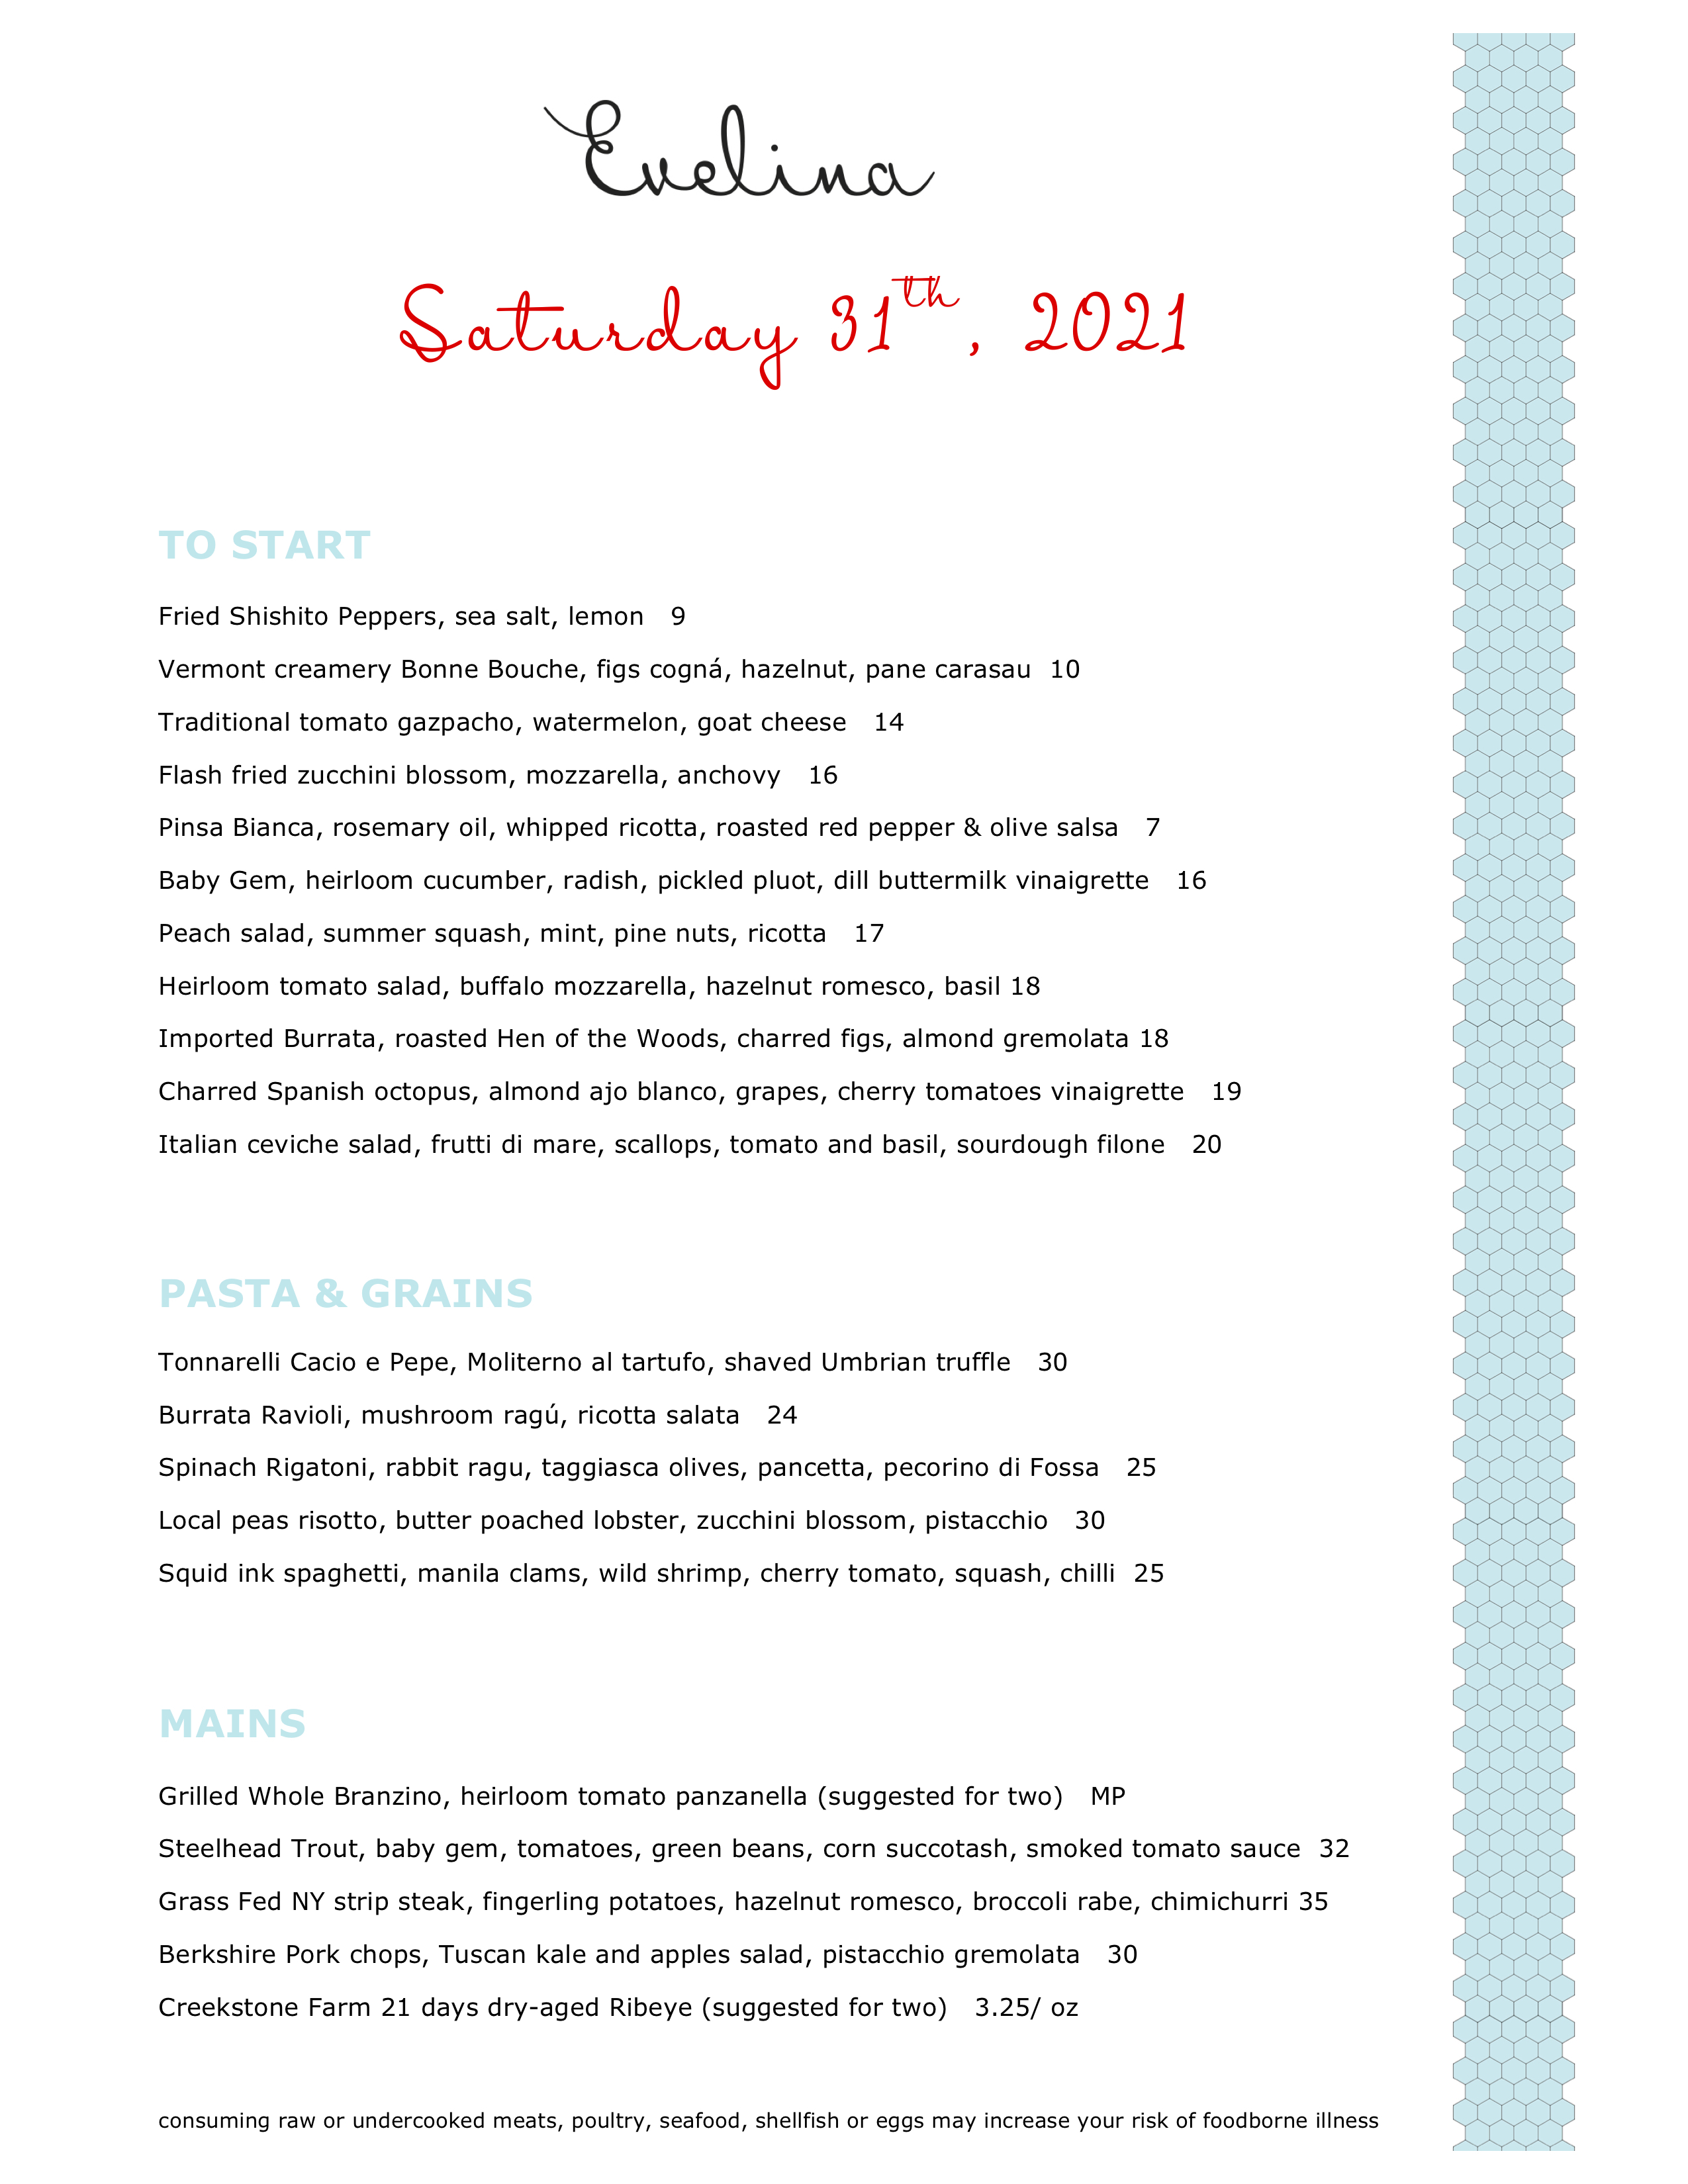 Evelina
Saturday 31th, 2021
TO START
Fried Shishito Peppers, sea salt, lemon 9
Vermont creamery Bonne Bouche, figs cogná, hazelnut, pane carasau 10
Traditional tomato gazpacho, watermelon, goat cheese 14
Flash fried zucchini blossom, mozzarella, anchovy 16
Pinsa Bianca, rosemary oil, whipped ricotta, roasted red pepper & olive salsa 7
Baby Gem, heirloom cucumber, radish, pickled pluot, dill buttermilk vinaigrette 16
Peach salad, summer squash, mint, pine nuts, ricotta 17
Heirloom tomato salad, buffalo mozzarella, hazelnut romesco, basil 18
Imported Burrata, roasted Hen of the Woods, charred figs, almond gremolata 18
Charred Spanish octopus, almond ajo blanco, grapes, cherry tomatoes vinaigrette 19
Italian ceviche salad, frutti di mare, scallops, tomato and basil, sourdough filone 20
PASTA & GRAINS
Tonnarelli Cacio e Pepe, Moliterno al tartufo, shaved Umbrian truffle 30
Burrata Ravioli, mushroom ragú, ricotta salata 24
Spinach Rigatoni, rabbit ragu, taggiasca olives, pancetta, pecorino di Fossa 25
Local peas risotto, butter poached lobster, zucchini blossom, pistacchio 30
Squid ink spaghetti, manila clams, wild shrimp, cherry tomato, squash, chilli 25
MAINS
Grilled Whole Branzino, heirloom tomato panzanella (suggested for two) MP
Steelhead Trout, baby gem, tomatoes, green beans, corn succotash, smoked tomato sauce 32
Grass Fed NY strip steak, fingerling potatoes, hazelnut romesco, broccoli rabe, chimichurri 35
Berkshire Pork chops, Tuscan kale and apples salad, pistacchio gremolata 30
Creekstone Farm 21 days dry-aged Ribeye (suggested for two) 3.25/ oz
consuming raw or undercooked meats, poultry, seafood, shellfish or eggs may increase your risk of foodborne illness